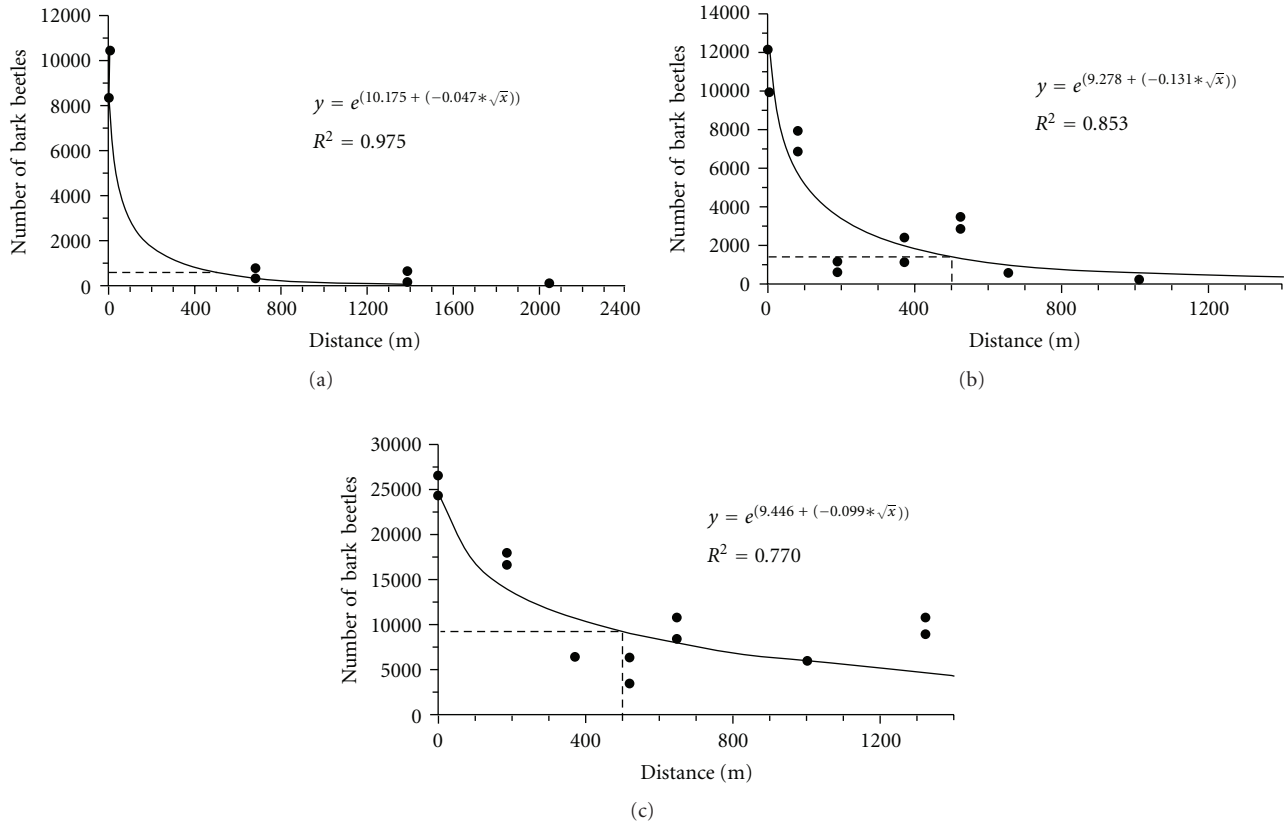 12000
10000
8000
6000
4000
2000
0
Number of bark beetles
y = e^(10.175 + (−0.047∗√x))
R² = 0.975
0 400 800 1200 1600 2000 2400
Distance (m)
(a)
14000
12000
10000
8000
6000
4000
2000
0
Number of bark beetles
y = e^(9.278 + (−0.131∗√x))
R² = 0.853
0 400 800 1200
Distance (m)
(b)
30000
25000
20000
15000
10000
5000
0
Number of bark beetles
y = e^(9.446 + (−0.099∗√x))
R² = 0.770
0 400 800 1200
Distance (m)
(c)